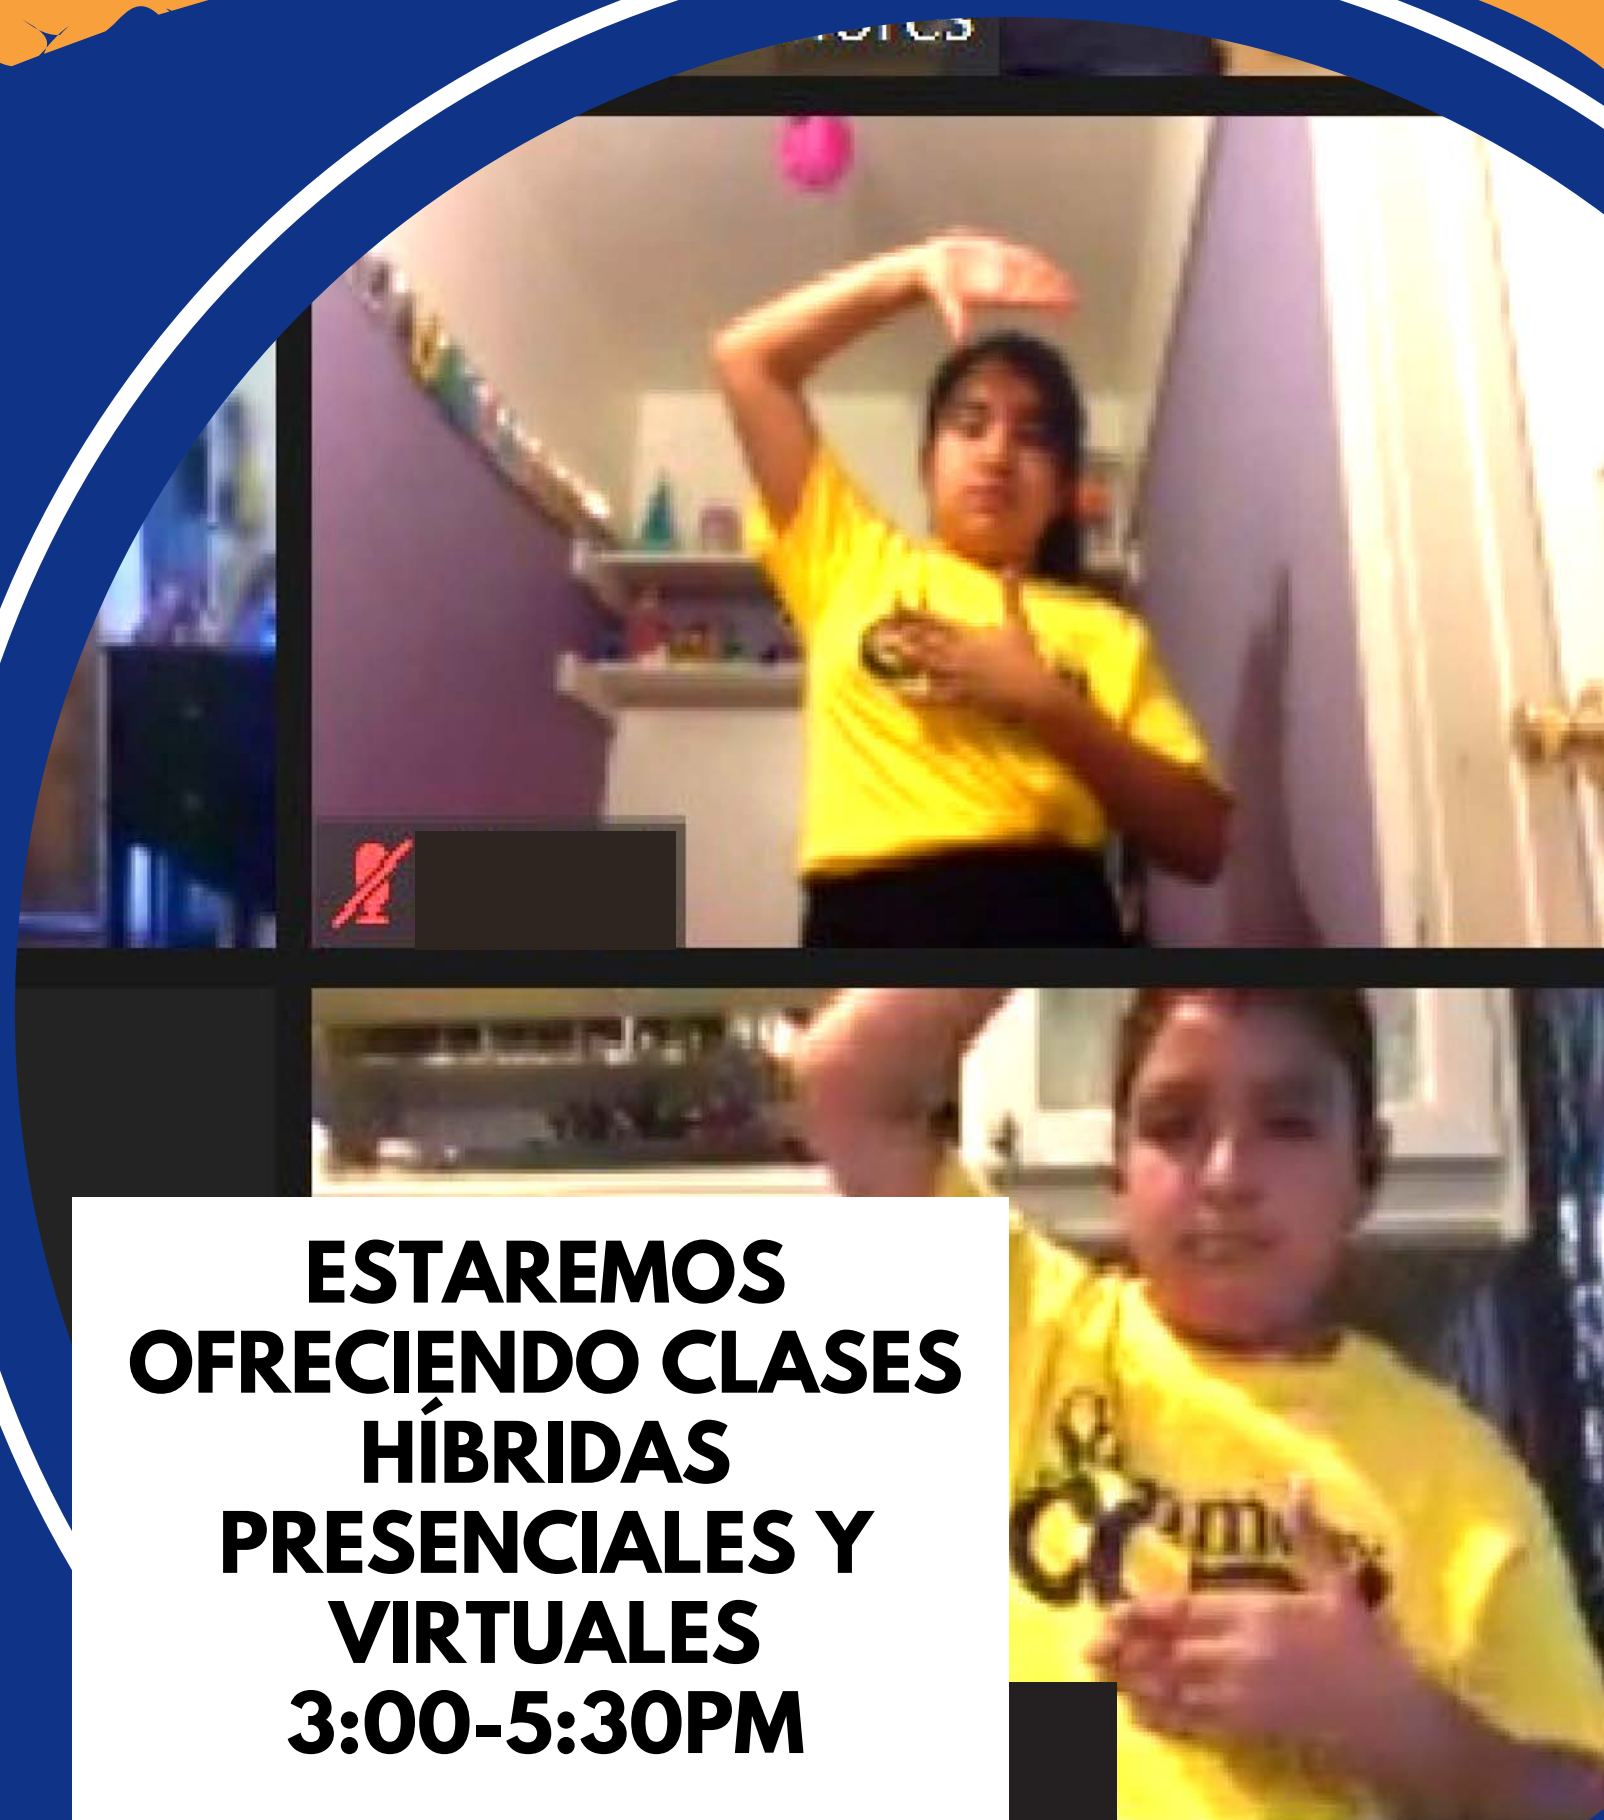 ESTAREMOS
OFRECIENDO CLASES
HÍBRIDAS
PRESENCIALES Y
VIRTUALES
3:00-5:30PM